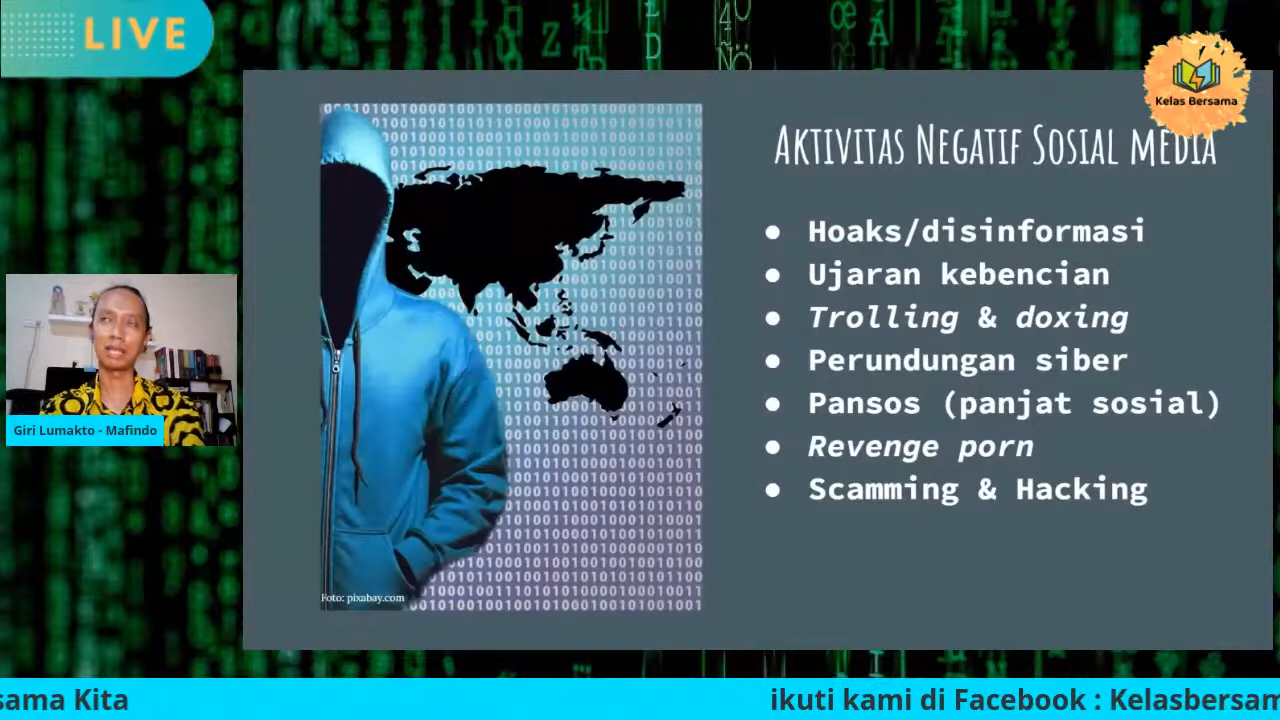 LIVE
Kelas Bersama
AKTIVITAS NEGATIF SOSIAL MEDIA
● Hoaks/disinformasi
● Ujaran kebencian
● Trolling & doxing
● Perundungan siber
● Pansos (panjat sosial)
● Revenge porn
● Scamming & Hacking
Foto: pixabay.com
Giri Lumakto - Mafindo
sama Kita
ikuti kami di Facebook : Kelasbersam